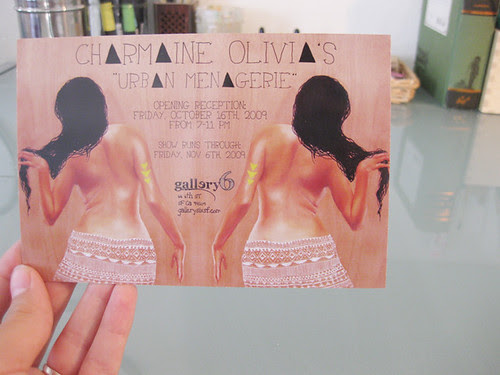 CHARMAINE OLIVIA'S
"URBAN MENAGERIE"
OPENING RECEPTION:
FRIDAY, OCTOBER 16TH, 2009
FROM 7-11 PM
SHOW RUNS THROUGH:
FRIDAY, NOV 6TH, 2009
gallery6